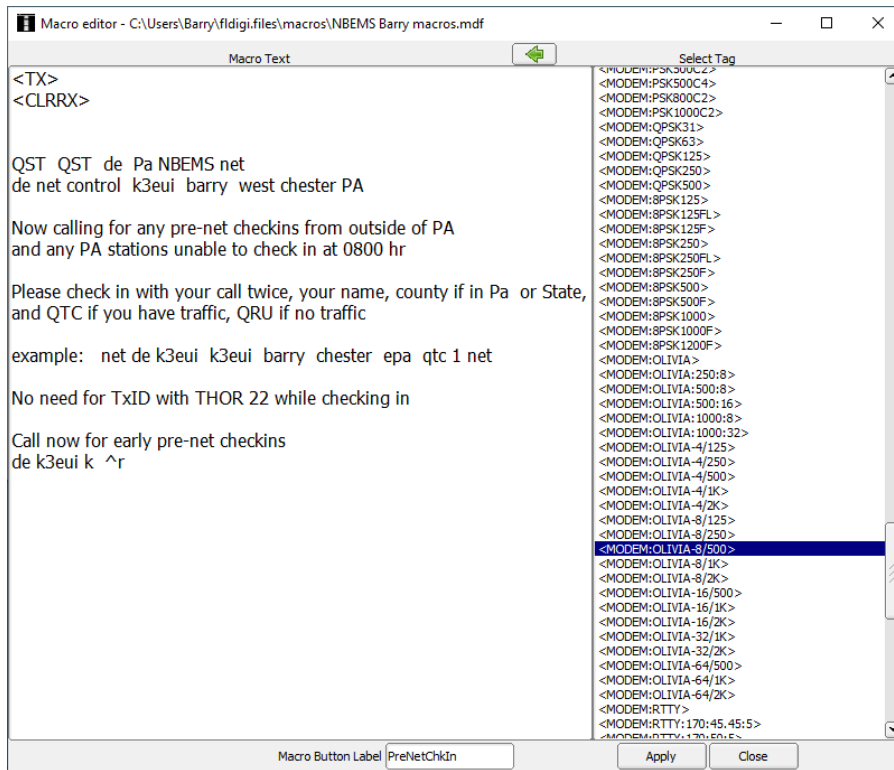 Macro editor - C:\Users\Barry\fldigi.files\macros\NBEMS Barry macros.mdf
Macro Text
Select Tag
<TX>
<CLRRX>
QST QST de Pa NBEMS net
de net control k3eui barry west chester PA
Now calling for any pre-net checkins from outside of PA
and any PA stations unable to check in at 0800 hr
Please check in with your call twice, your name, county if in Pa or State,
and QTC if you have traffic, QRU if no traffic
example: net de k3eui k3eui barry chester epa qtc 1 net
No need for TxID with THOR 22 while checking in
Call now for early pre-net checkins
de k3eui k ^r
<MODEM:PSK500C2>
<MODEM:PSK500C4>
<MODEM:PSK800C2>
<MODEM:PSK1000C2>
<MODEM:QPSK31>
<MODEM:QPSK63>
<MODEM:QPSK125>
<MODEM:QPSK250>
<MODEM:QPSK500>
<MODEM:8PSK125>
<MODEM:8PSK125FL>
<MODEM:8PSK125F>
<MODEM:8PSK250>
<MODEM:8PSK250FL>
<MODEM:8PSK250F>
<MODEM:8PSK500>
<MODEM:8PSK500F>
<MODEM:8PSK1000>
<MODEM:8PSK1000F>
<MODEM:8PSK1200F>
<MODEM:OLIVIA>
<MODEM:OLIVIA:250:8>
<MODEM:OLIVIA:500:8>
<MODEM:OLIVIA:500:16>
<MODEM:OLIVIA:1000:8>
<MODEM:OLIVIA:1000:32>
<MODEM:OLIVIA-4/125>
<MODEM:OLIVIA-4/250>
<MODEM:OLIVIA-4/500>
<MODEM:OLIVIA-4/1K>
<MODEM:OLIVIA-4/2K>
<MODEM:OLIVIA-8/125>
<MODEM:OLIVIA-8/250>
<MODEM:OLIVIA-8/500>
<MODEM:OLIVIA-8/1K>
<MODEM:OLIVIA-8/2K>
<MODEM:OLIVIA-16/500>
<MODEM:OLIVIA-16/1K>
<MODEM:OLIVIA-16/2K>
<MODEM:OLIVIA-32/1K>
<MODEM:OLIVIA-32/2K>
<MODEM:OLIVIA-64/500>
<MODEM:OLIVIA-64/1K>
<MODEM:OLIVIA-64/2K>
<MODEM:RTTY>
<MODEM:RTTY:170:45.45:5>
<MODEM:RTTY:170:50:5>
Macro Button Label PreNetChkIn
Apply
Close